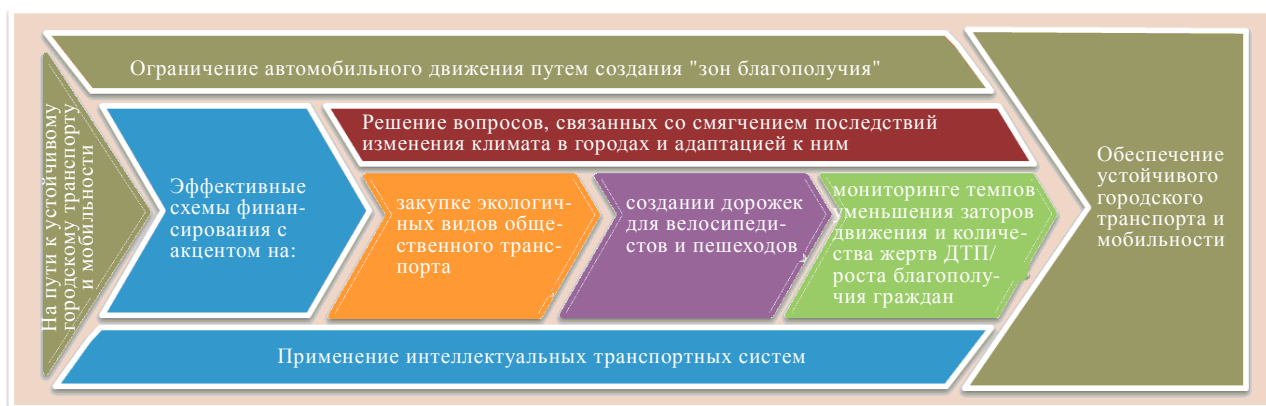 На пути к устойчивому
городскому транспорту
и мобильности
Ограничение автомобильного движения путем создания "зон благополучия"
Эффективные
схемы финан-
сирования с
акцентом на:
Решение вопросов, связанных со смягчением последствий
изменения климата в городах и адаптацией к ним
закупке экологич-
ных видов обще-
ственного транс-
порта
создании дорожек
для велосипеди-
стов и пешеходов
мониторинге темпов
уменьшения заторов
движения и количе-
ства жертв ДТП/
роста благополу-
чия граждан
Применение интеллектуальных транспортных систем
Обеспечение
устойчивого
городского
транспорта и
мобильности